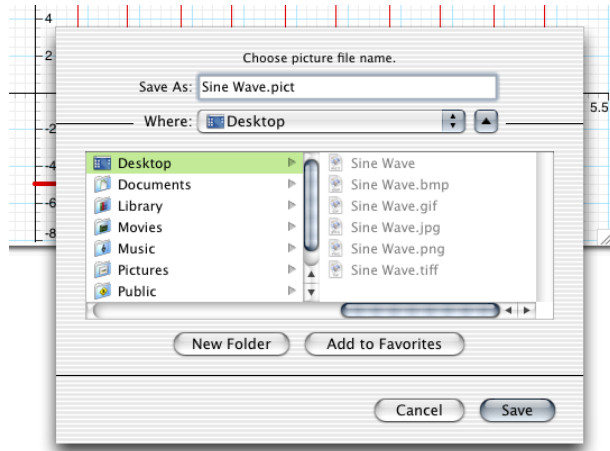 4
2
-2
-4
-6
-8
5.5
Choose picture file name.
Save As: Sine Wave.pict
Where: Desktop
Desktop
Documents
Library
Movies
Music
Pictures
Public
Sine Wave
Sine Wave.bmp
Sine Wave.gif
Sine Wave.jpg
Sine Wave.png
Sine Wave.tiff
New Folder
Add to Favorites
Cancel
Save